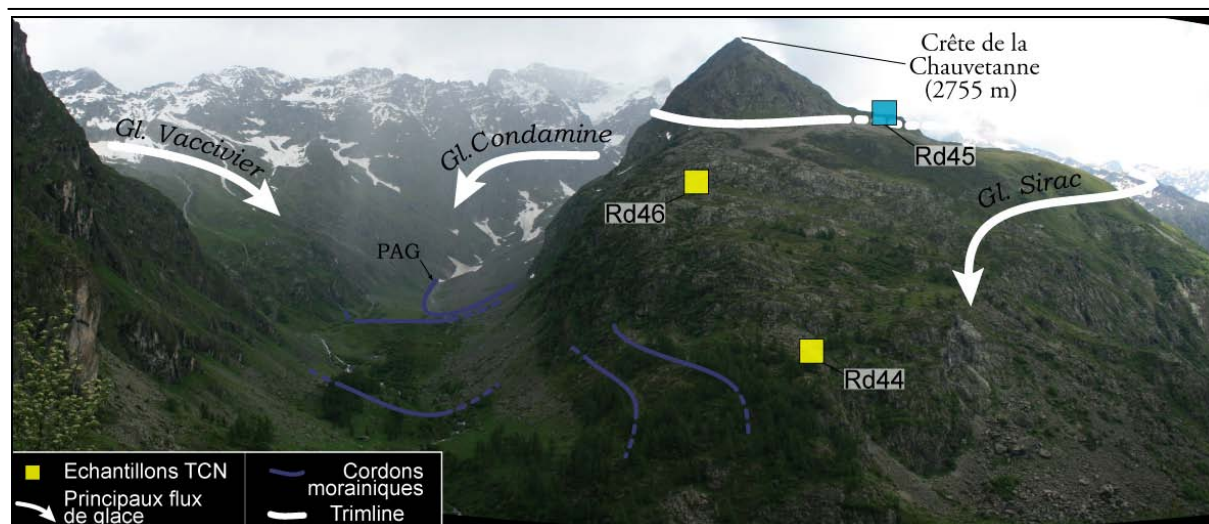 Crête de la
Chauvetanne
(2755 m)
Gl. Vaccivier
Gl. Condamine
Rd45
Gl. Sirac
Rd46
PAG
Rd44
Echantillons TCN
Principaux flux
de glace
Cordons
morainiques
Trimline